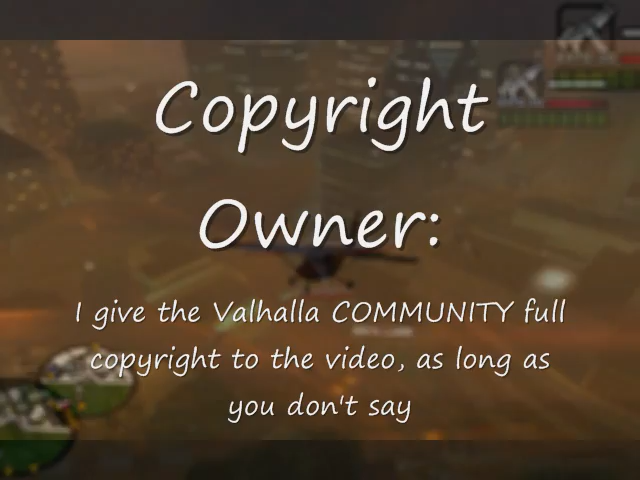 Copyright
Owner:
I give the Valhalla COMMUNITY full
copyright to the video, as long as
you don't say